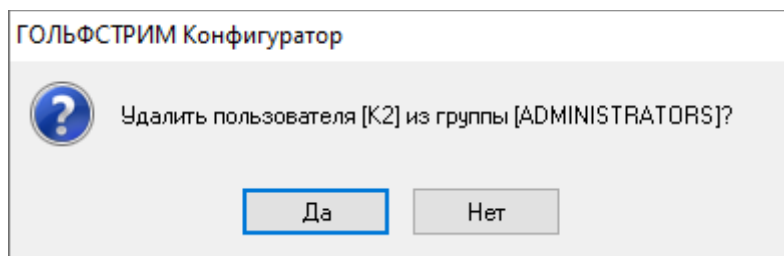 ГОЛЬФСТРИМ Конфигуратор
Удалить пользователя [K2] из группы [ADMINISTRATORS]?
Да Нет